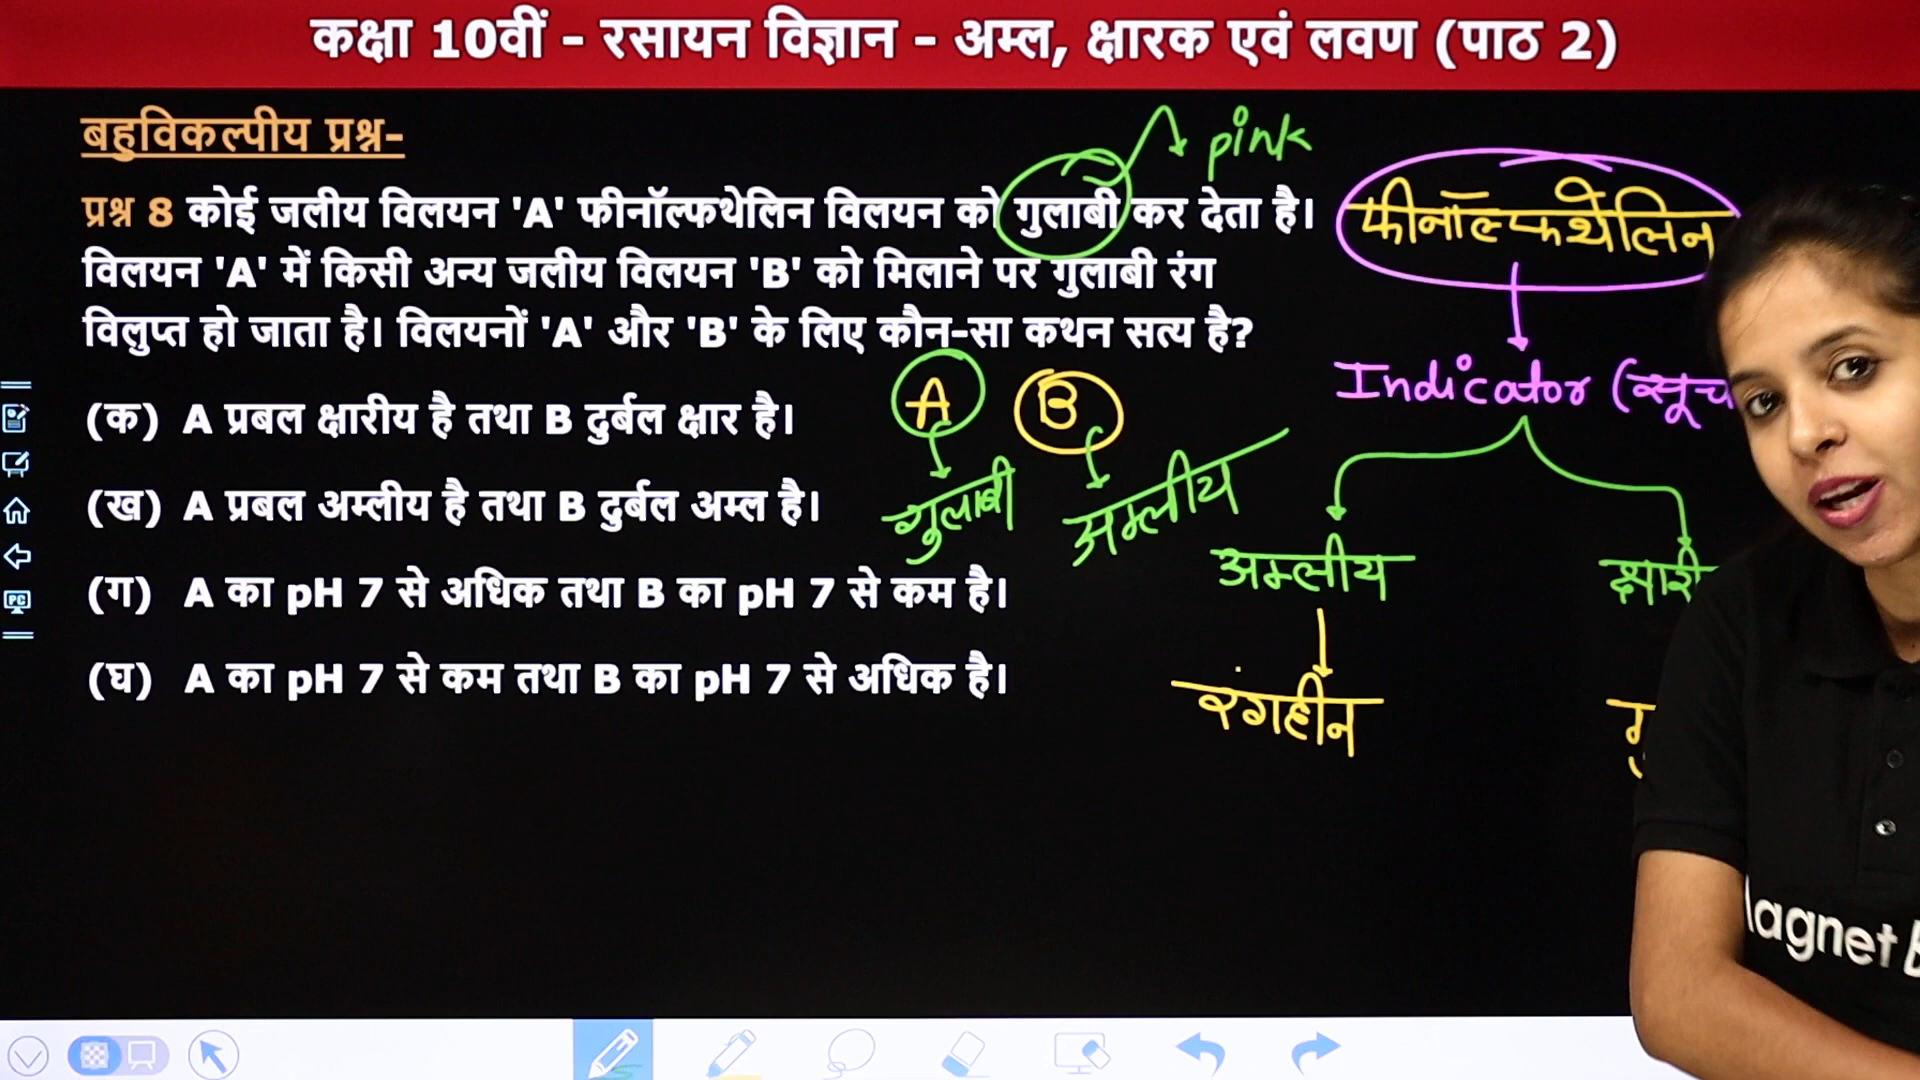 कक्षा 10वीं - रसायन विज्ञान - अम्ल, क्षारक एवं लवण (पाठ 2)
बहुविकल्पीय प्रश्न-
pink
प्रश्न 8 कोई जलीय विलयन 'A' फीनॉल्फथेलिन विलयन को गुलाबी कर देता है।
विलयन 'A' में किसी अन्य जलीय विलयन 'B' को मिलाने पर गुलाबी रंग
विलुप्त हो जाता है। विलयनों 'A' और 'B' के लिए कौन-सा कथन सत्य है?
फीनॉल्फथेलिन
Indicator (सूच
(क) A प्रबल क्षारीय है तथा B दुर्बल क्षार है।
A B
(ख) A प्रबल अम्लीय है तथा B दुर्बल अम्ल है।
गुलाबी अम्लीय
अम्लीय क्षारी
(ग) A का pH 7 से अधिक तथा B का pH 7 से कम है।
(घ) A का pH 7 से कम तथा B का pH 7 से अधिक है।
रंगहीन गु
PC
agnet B